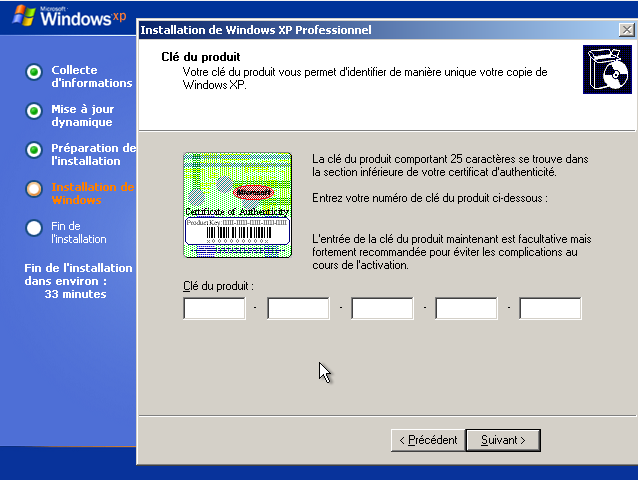 Microsoft
Windows xp
Collecte
d'informations
Mise à jour
dynamique
Préparation de
l'installation
Installation de
Windows
Fin de
l'installation
Fin de l'installation
dans environ :
33 minutes
Installation de Windows XP Professionnel
Clé du produit
Votre clé du produit vous permet d'identifier de manière unique votre copie de
Windows XP.
Microsoft
Certificate of Authenticity
La clé du produit comportant 25 caractères se trouve dans
la section inférieure de votre certificat d'authenticité.
Entrez votre numéro de clé du produit ci-dessous :
L'entrée de la clé du produit maintenant est facultative mais
fortement recommandée pour éviter les complications au
cours de l'activation.
Clé du produit :
- - - -
< Précédent
Suivant >